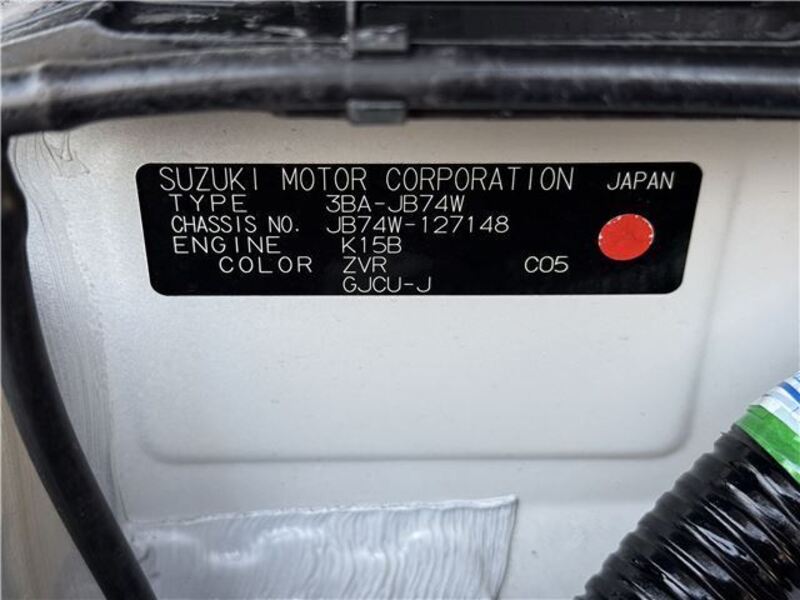 SUZUKI MOTOR CORPORATION JAPAN
TYPE 3BA-JB74W
CHASSIS NO. JB74W-127148
ENGINE K15B
COLOR ZVR C05
GJCU-J